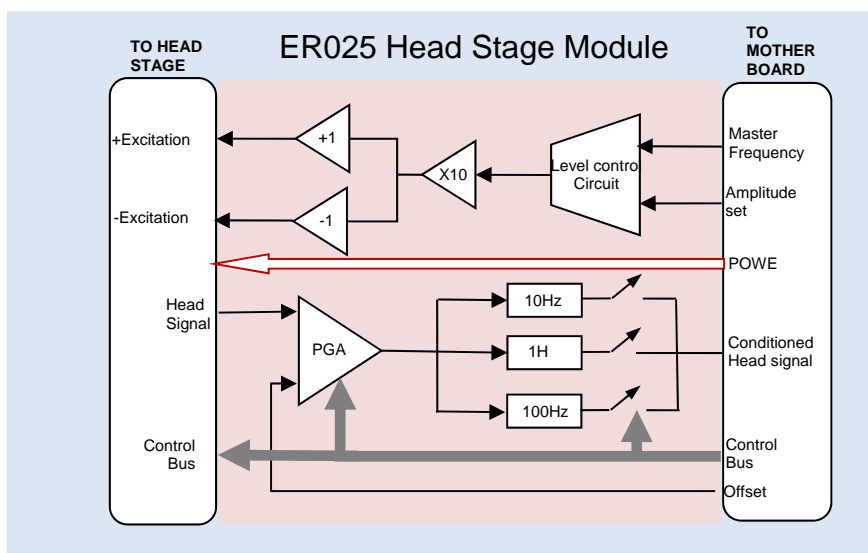 ER025 Head Stage Module
TO HEAD
STAGE
TO
MOTHER
BOARD
+Excitation
+1
X10
Level control
Circuit
Master
Frequency
-Excitation
-1
Amplitude
set
POWE
Head
Signal
PGA
10Hz
1H
100Hz
Conditioned
Head signal
Control
Bus
Control
Bus
Offset